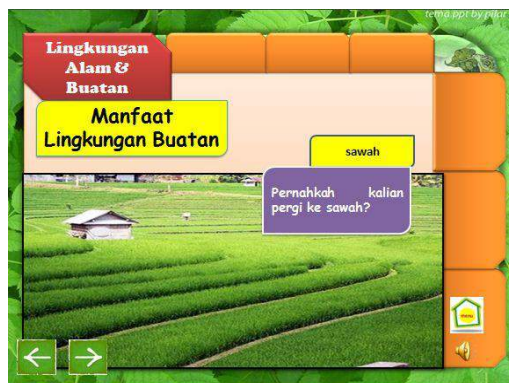 tema ppt by pilar
Lingkungan
Alam &
Buatan
Manfaat
Lingkungan Buatan
sawah
Pernahkah kalian
pergi ke sawah?
menu